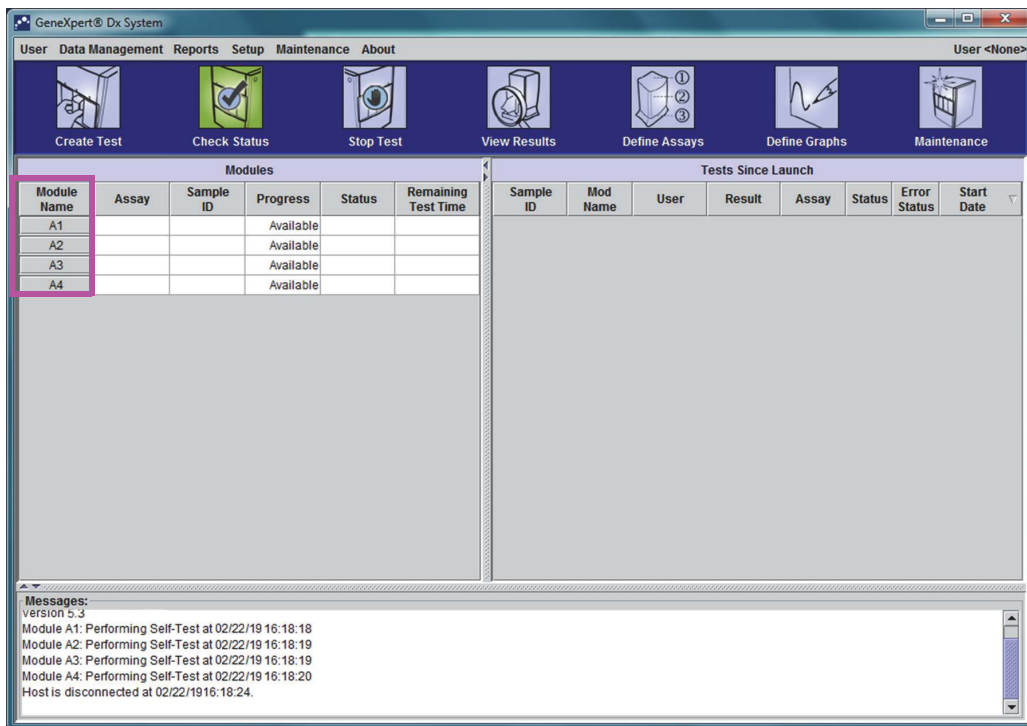 GeneXpert® Dx System
User Data Management Reports Setup Maintenance About User <None>
Create Test Check Status Stop Test View Results Define Assays Define Graphs Maintenance
① ② ③
Modules
Module Name Assay Sample ID Progress Status Remaining Test Time
A1 Available
A2 Available
A3 Available
A4 Available
Tests Since Launch
Sample ID Mod Name User Result Assay Status Error Status Start Date
Messages:
Version 5.3
Module A1: Performing Self-Test at 02/22/19 16:18:18
Module A2: Performing Self-Test at 02/22/19 16:18:19
Module A3: Performing Self-Test at 02/22/19 16:18:19
Module A4: Performing Self-Test at 02/22/19 16:18:20
Host is disconnected at 02/22/1916:18:24.